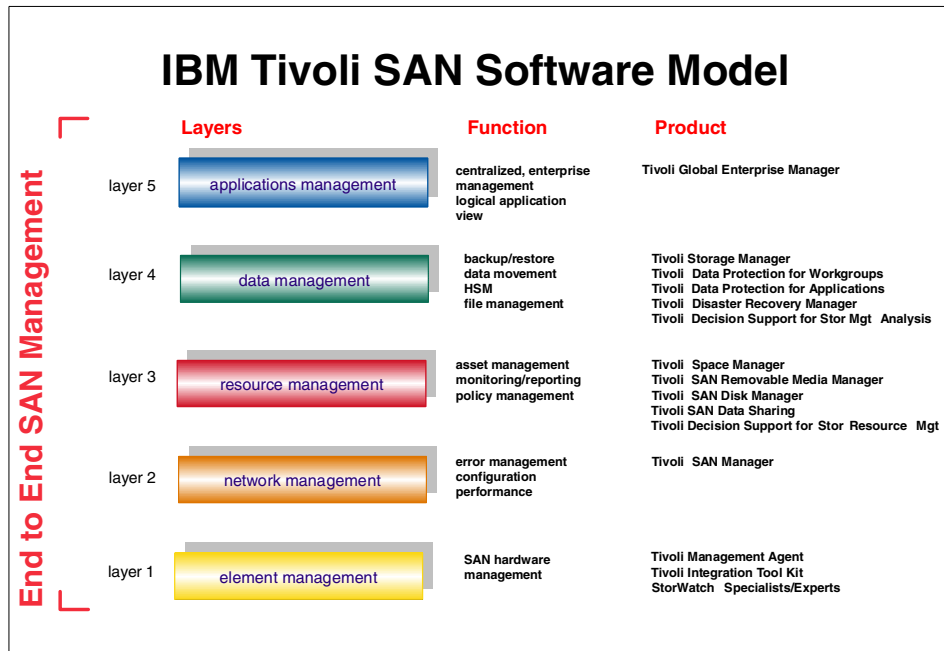 IBM Tivoli SAN Software Model
End to End SAN Management
Layers Function Product
layer 5
applications management
centralized, enterprise
management
logical application
view
Tivoli Global Enterprise Manager
layer 4
data management
backup/restore
data movement
HSM
file management
Tivoli Storage Manager
Tivoli Data Protection for Workgroups
Tivoli Data Protection for Applications
Tivoli Disaster Recovery Manager
Tivoli Decision Support for Stor Mgt Analysis
layer 3
resource management
asset management
monitoring/reporting
policy management
Tivoli Space Manager
Tivoli SAN Removable Media Manager
Tivoli SAN Disk Manager
Tivoli SAN Data Sharing
Tivoli Decision Support for Stor Resource Mgt
layer 2
network management
error management
configuration
performance
Tivoli SAN Manager
layer 1
element management
SAN hardware
management
Tivoli Management Agent
Tivoli Integration Tool Kit
StorWatch Specialists/Experts